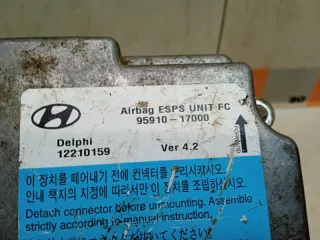 Airbag ESPS UNIT FC
95910-17000
Delphi
12210159
Ver 4.2
이 장치를 떼어내기 전에 컨넥터를 분리하시오.
안내 책자의 지정에 따라서만 이 장치를 조립하십시오.
Detach connector before unmounting. Assemble
strictly according to manual instruction.